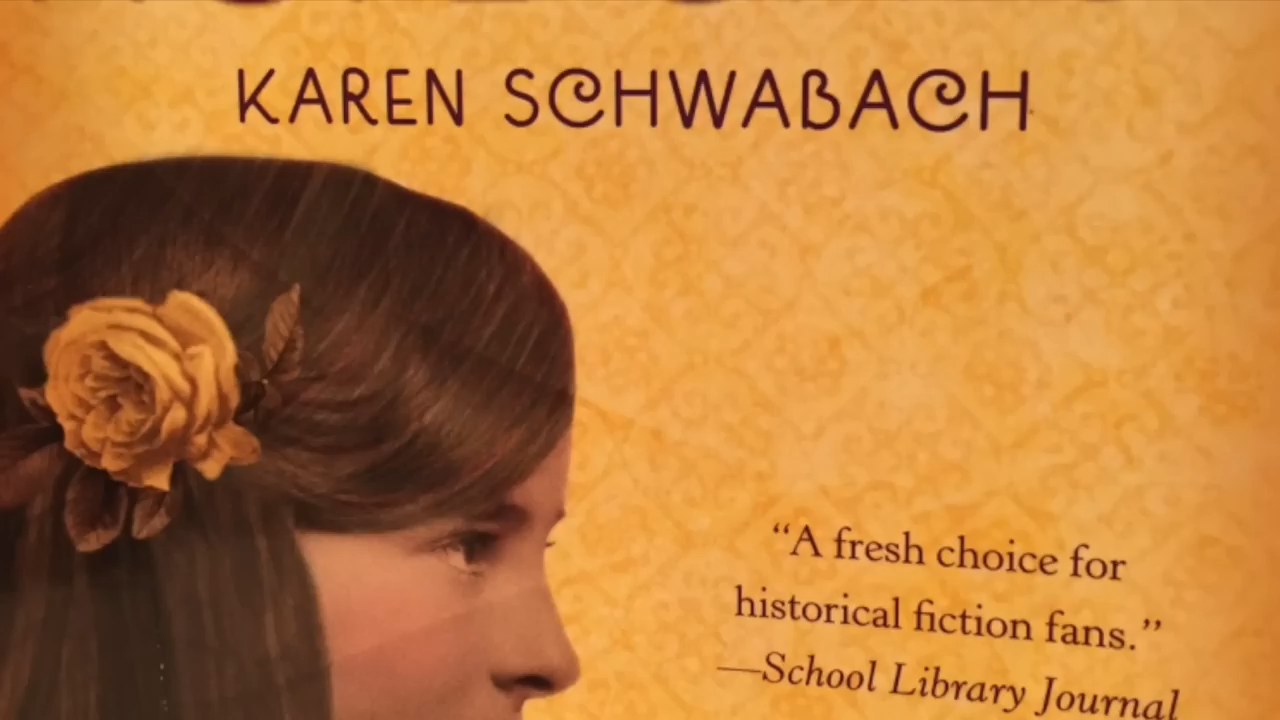 KAREN SCHWABACH
“A fresh choice for
historical fiction fans.”
—School Library Journal